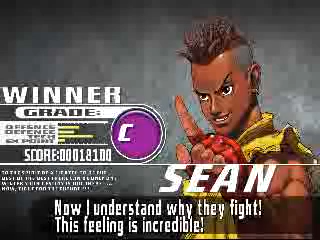 WINNER
GRADE:
OFFENCE
DEFENCE
TECH
EX.POINT
C
SCORE:00018100
SEAN
Now I understand why they fight!
This feeling is incredible!